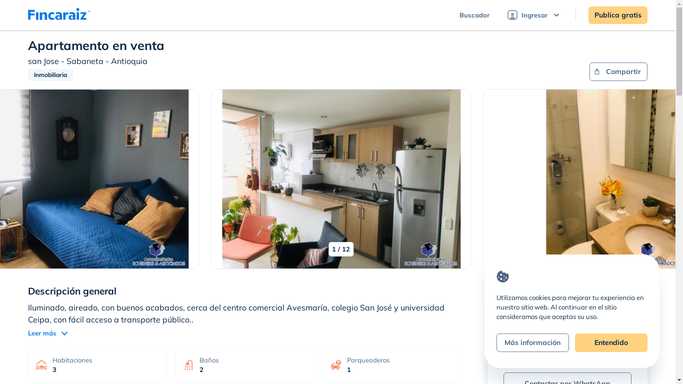 Fincaraiz
Buscador
Ingresar
Publica gratis
Apartamento en venta
san Jose - Sabaneta - Antioquia
Inmobiliaria
Compartir
1 / 12
Descripción general
Iluminado, aireado, con buenos acabados, cerca del centro comercial Avesmaría, colegio San José y universidad
Ceipa, con fácil acceso a transporte público..
Leer más
Habitaciones
3
Baños
2
Parqueaderos
1
Utilizamos cookies para mejorar tu experiencia en
nuestro sitio web. Al continuar en el sitio
consideramos que aceptas su uso.
Más información
Entendido
Contactar por WhatsApp